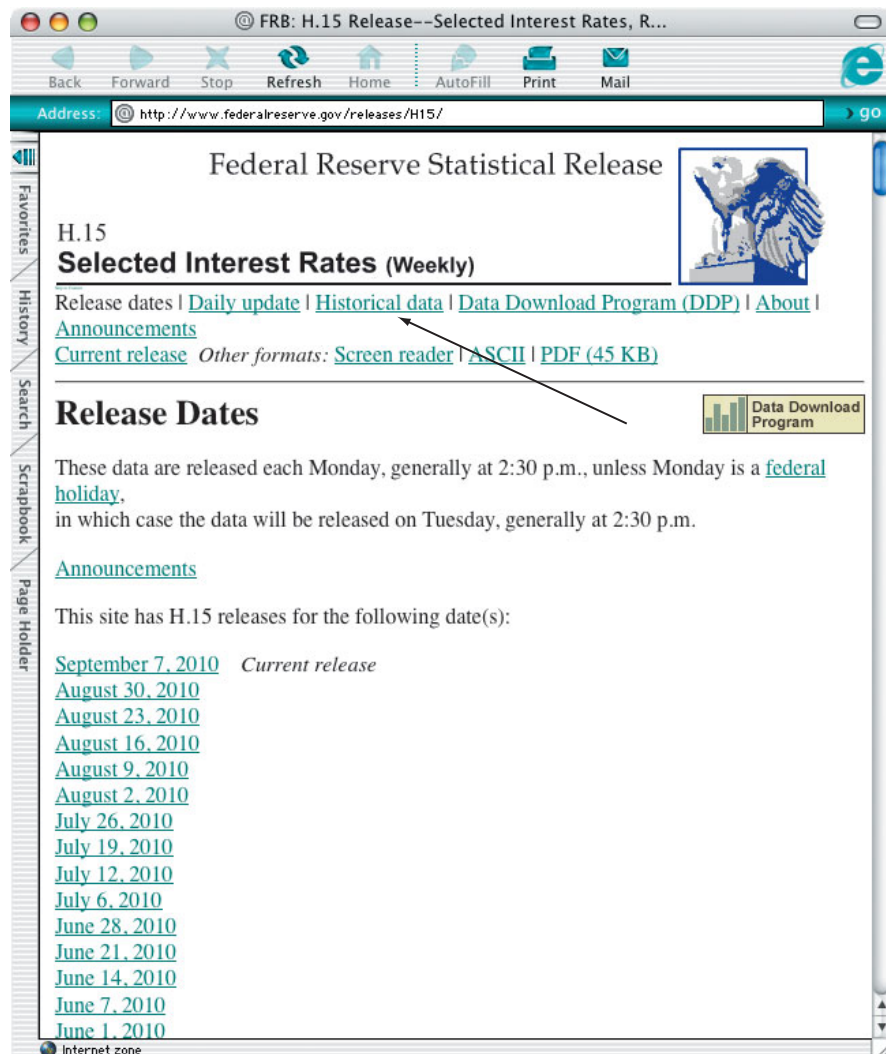 FRB: H.15 Release--Selected Interest Rates, R...
Back Forward Stop Refresh Home AutoFill Print Mail
Address: http://www.federalreserve.gov/releases/H15/ go
Favorites
History
Search
Scrapbook
Page Holder
Federal Reserve Statistical Release
H.15
Selected Interest Rates (Weekly)
Release dates | Daily update | Historical data | Data Download Program (DDP) | About |
Announcements
Current release Other formats: Screen reader | ASCII | PDF (45 KB)
Release Dates
Data Download
Program
These data are released each Monday, generally at 2:30 p.m., unless Monday is a federal
holiday,
in which case the data will be released on Tuesday, generally at 2:30 p.m.
Announcements
This site has H.15 releases for the following date(s):
September 7, 2010 Current release
August 30, 2010
August 23, 2010
August 16, 2010
August 9, 2010
August 2, 2010
July 26, 2010
July 19, 2010
July 12, 2010
July 6, 2010
June 28, 2010
June 21, 2010
June 14, 2010
June 7, 2010
June 1, 2010
Internet zone